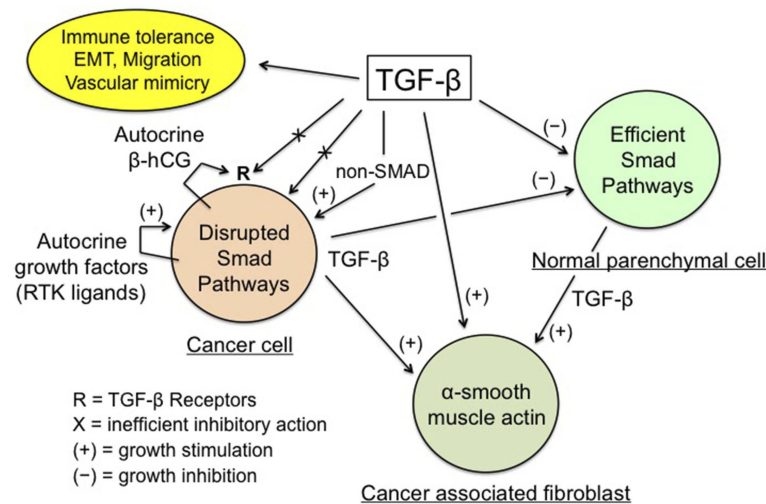 Immune tolerance
EMT, Migration
Vascular mimicry
TGF-β
Autocrine
β-hCG
R
non-SMAD
(+)
(−)
Efficient
Smad
Pathways
(−)
(+)
Autocrine
growth factors
(RTK ligands)
Disrupted
Smad
Pathways
TGF-β
Normal parenchymal cell
TGF-β
(+)
(+)
(+)
Cancer cell
α-smooth
muscle actin
Cancer associated fibroblast
R = TGF-β Receptors
X = inefficient inhibitory action
(+) = growth stimulation
(−) = growth inhibition